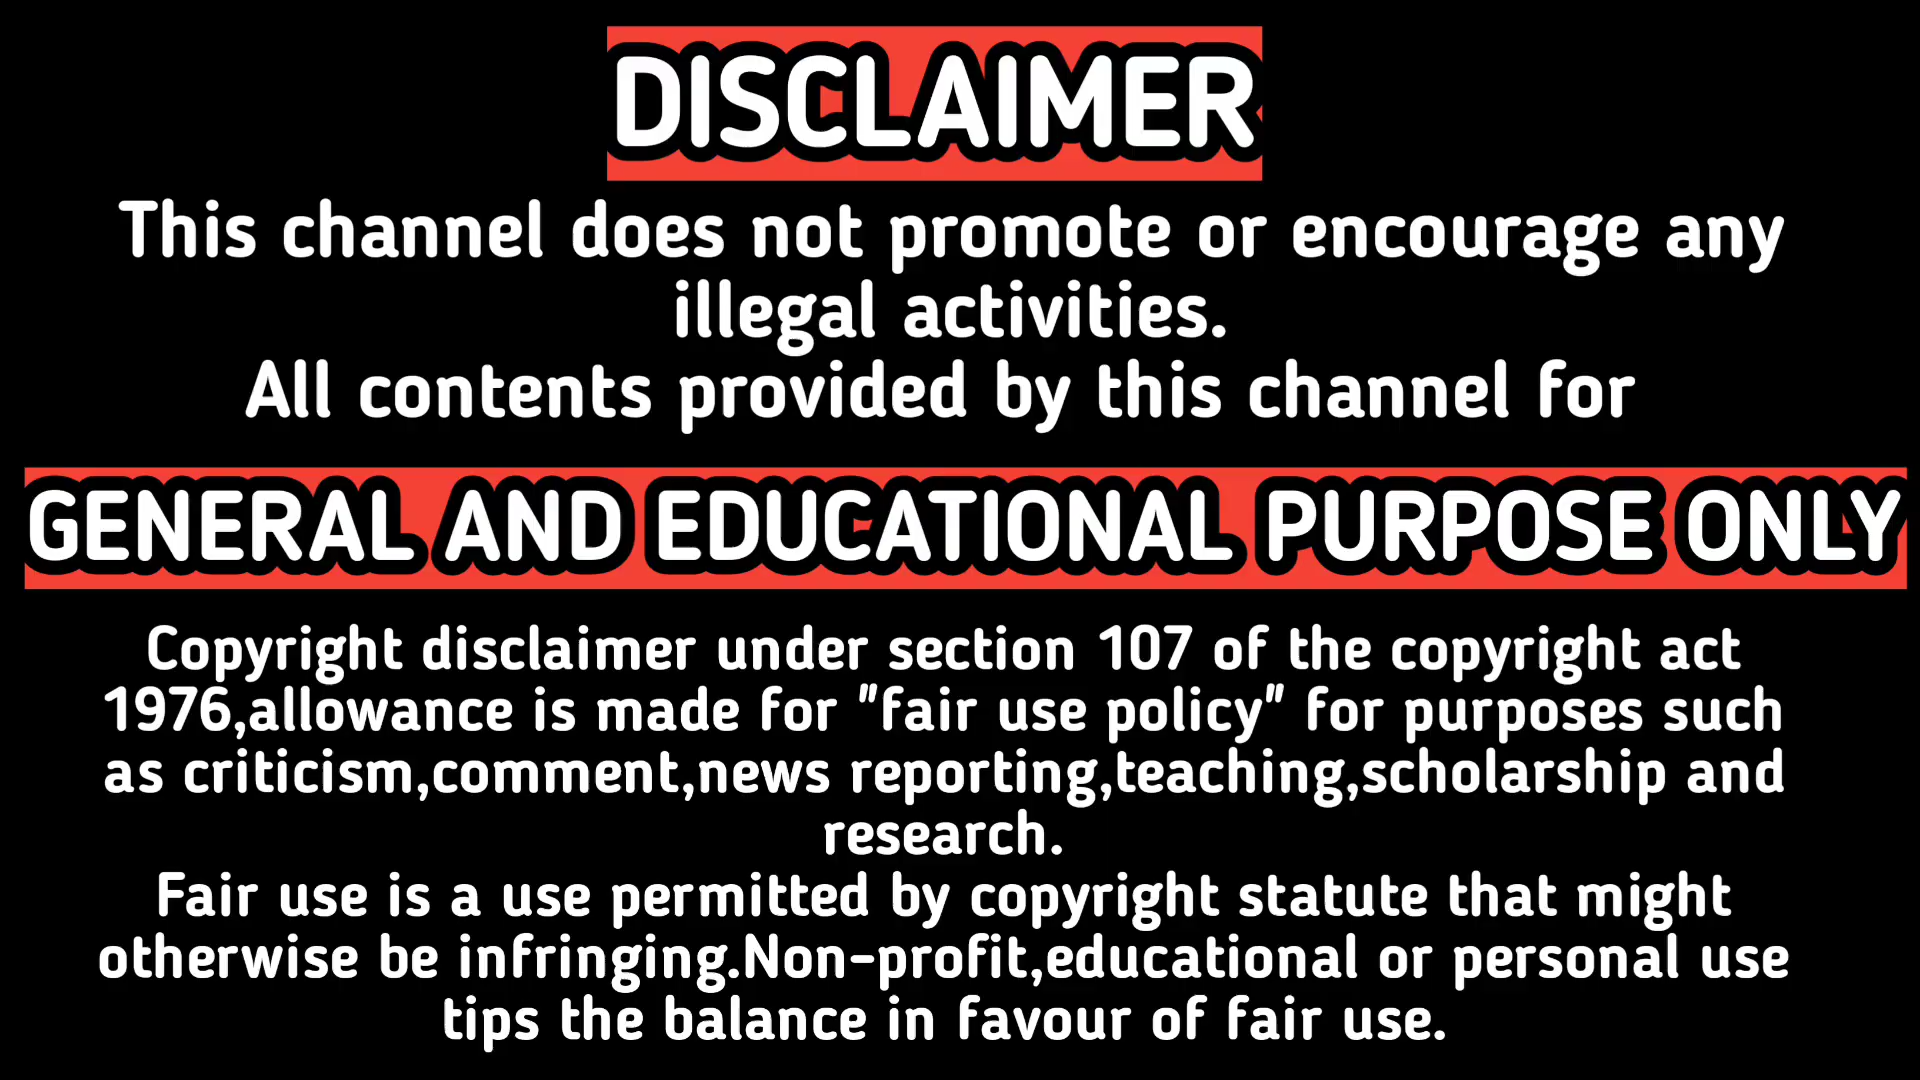 DISCLAIMER
This channel does not promote or encourage any
illegal activities.
All contents provided by this channel for
GENERAL AND EDUCATIONAL PURPOSE ONLY
Copyright disclaimer under section 107 of the copyright act
1976,allowance is made for "fair use policy" for purposes such
as criticism,comment,news reporting,teaching,scholarship and
research.
Fair use is a use permitted by copyright statute that might
otherwise be infringing.Non-profit,educational or personal use
tips the balance in favour of fair use.